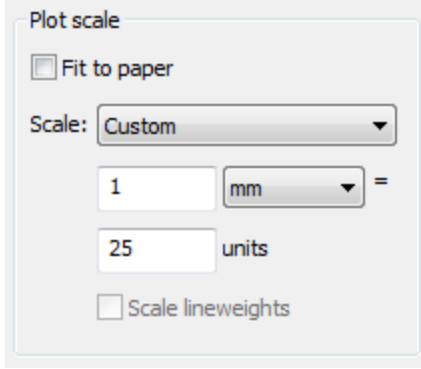 Plot scale
Fit to paper
Scale: Custom
1 mm =
25 units
Scale lineweights